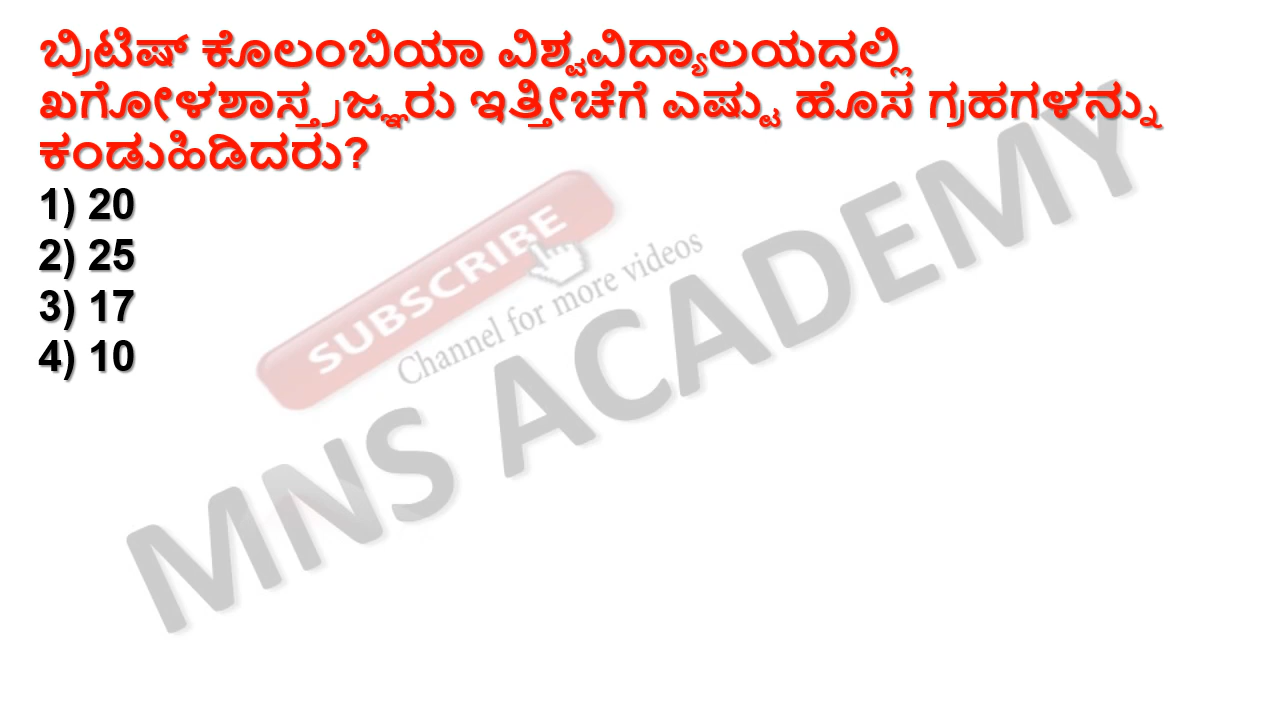 ಬ್ರಿಟಿಷ್ ಕೊಲಂಬಿಯಾ ವಿಶ್ವವಿದ್ಯಾಲಯದಲ್ಲಿ
ಖಗೋಳಶಾಸ್ತ್ರಜ್ಞರು ಇತ್ತೀಚೆಗೆ ಎಷ್ಟು ಹೊಸ ಗ್ರಹಗಳನ್ನು
ಕಂಡುಹಿಡಿದರು?
1) 20
2) 25
3) 17
4) 10
SUBSCRIBE
Channel for more videos
MNS ACADEMY